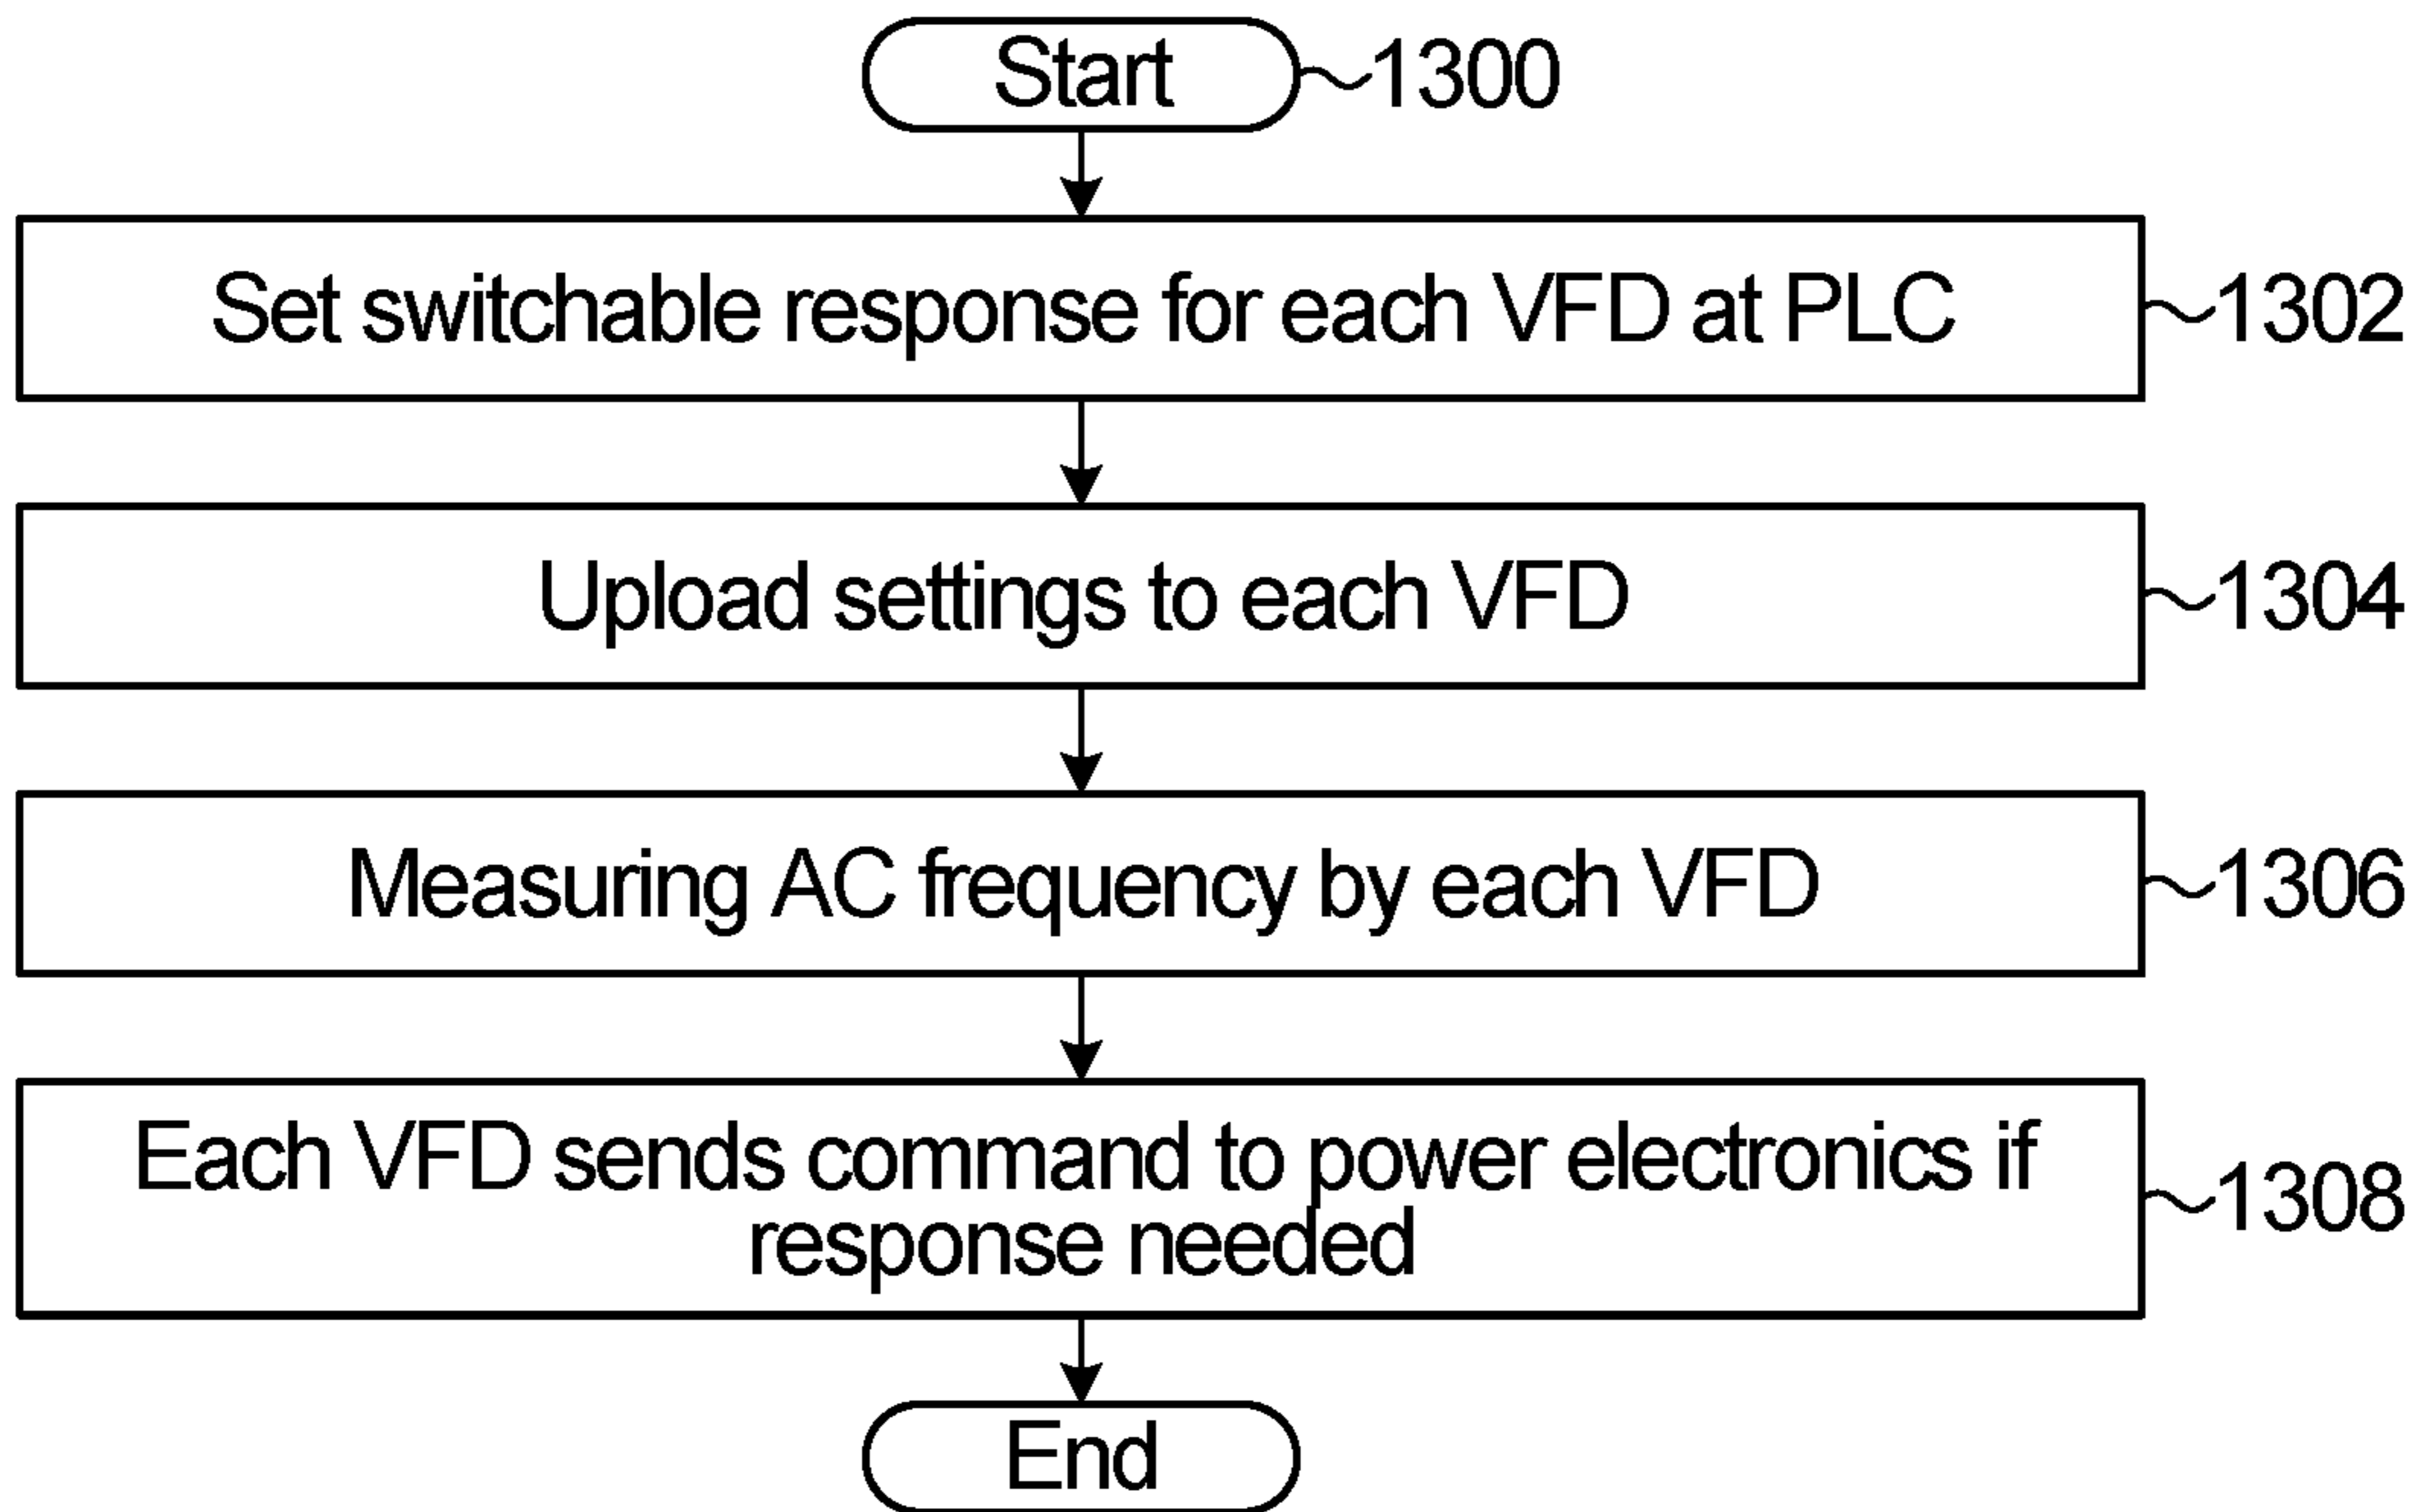 Start 1300
Set switchable response for each VFD at PLC 1302
Upload settings to each VFD 1304
Measuring AC frequency by each VFD 1306
Each VFD sends command to power electronics if
response needed 1308
End